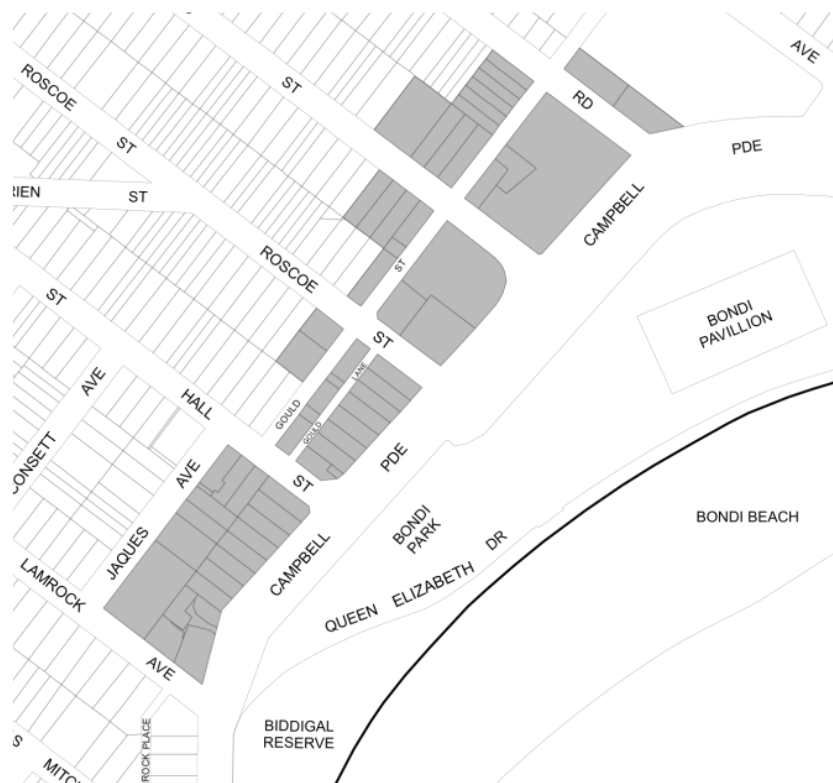 AVE
ROSCOE
ST
ST
RD
PDE
RIEN
ST
CAMPBELL
ROSCOE
ST
ST
BONDI
PAVILLION
ST
LANE
AVE
HALL
GOULD
GOULD
CONSETT
AVE
ST
PDE
BONDI BEACH
BONDI
PARK
JAQUES
CAMPBELL
QUEEN ELIZABETH DR
LAMROCK
AVE
BIDDIGAL
RESERVE
ROCK PLACE
S
MITCH